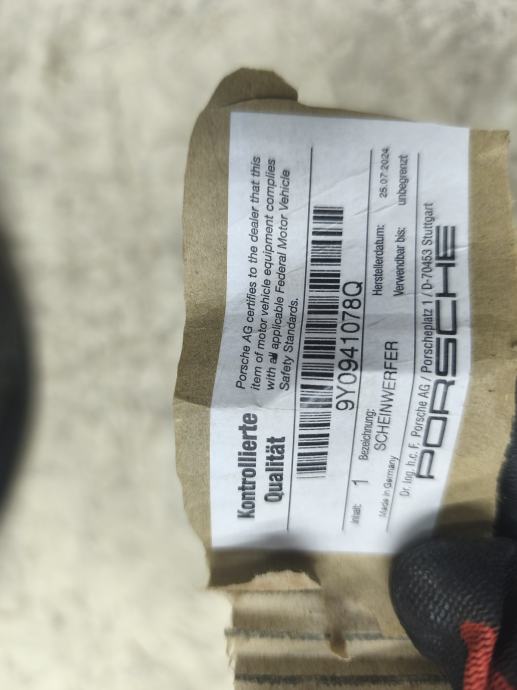 Kontrollierte
Qualität
Porsche AG certifies to the dealer that this
item of motor vehicle equipment complies
with all applicable Federal Motor Vehicle
Safety Standards.
9Y0941078Q
Inhalt: 1 Bezeichnung: Herstellerdatum: 25.07.2024
SCHEINWERFER Verwendbar bis: unbegrenzt
Made in Germany
Dr. Ing. h.c. F. Porsche AG / Porscheplatz 1 / D-70453 Stuttgart
PORSCHE